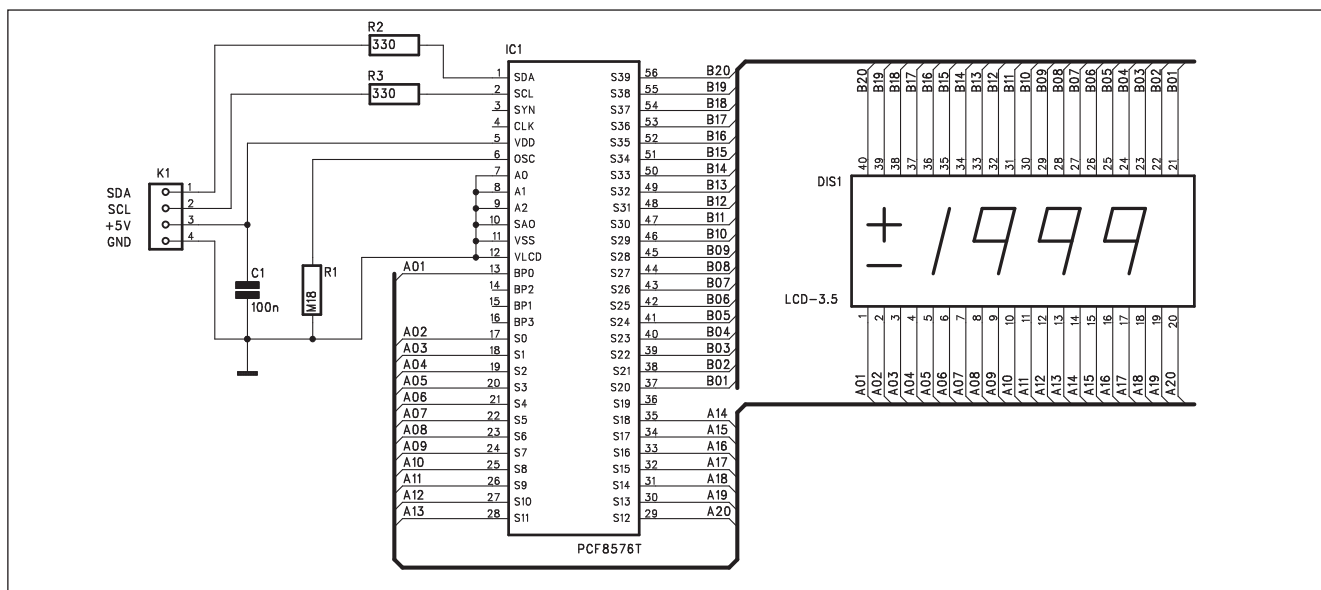 R2
330
R3
330
IC1
1 SDA S39 56 B20
2 SCL S38 55 B19
3 SYN S37 54 B18
4 CLK S36 53 B17
5 VDD S35 52 B16
6 OSC S34 51 B15
7 A0 S33 50 B14
8 A1 S32 49 B13
9 A2 S31 48 B12
10 SA0 S30 47 B11
11 VSS S29 46 B10
12 VLCD S28 45 B09
A01 13 BP0 S27 44 B08
14 BP2 S26 43 B07
15 BP1 S25 42 B06
16 BP3 S24 41 B05
A02 17 S0 S23 40 B04
A03 18 S1 S22 39 B03
A04 19 S2 S21 38 B02
A05 20 S3 S20 37 B01
A06 21 S4 S19 36
A07 22 S5 S18 35 A14
A08 23 S6 S17 34 A15
A09 24 S7 S16 33 A16
A10 25 S8 S15 32 A17
A11 26 S9 S14 31 A18
A12 27 S10 S13 30 A19
A13 28 S11 S12 29 A20
PCF8576T
K1
SDA 1
SCL 2
+5V 3
GND 4
C1
100n
R1
M18
B20 B19 B18 B17 B16 B15 B14 B13 B12 B11 B10 B09 B08 B07 B06 B05 B04 B03 B02 B01
40 39 38 37 36 35 34 33 32 31 30 29 28 27 26 25 24 23 22 21
DIS1
± 1999
LCD-3.5
1 2 3 4 5 6 7 8 9 10 11 12 13 14 15 16 17 18 19 20
A01 A02 A03 A04 A05 A06 A07 A08 A09 A10 A11 A12 A13 A14 A15 A16 A17 A18 A19 A20